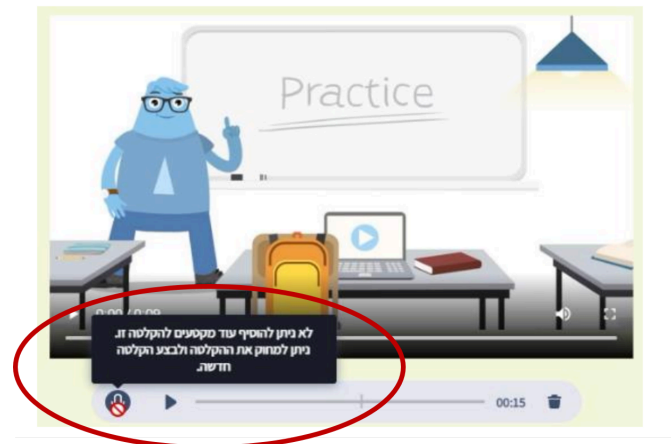 Practice
0:00 / 0:09
לא ניתן להוסיף עוד מקטעים להקלטה זו.
ניתן למחוק את ההקלטה ולבצע הקלטה
חדשה.
00:15